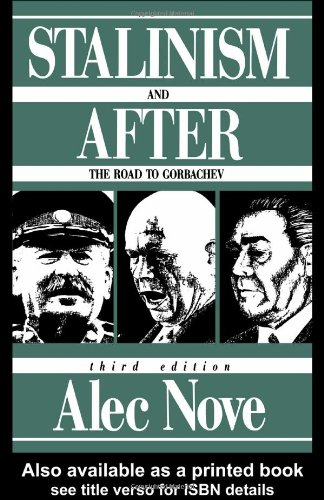 STALINISM
AND
AFTER
THE ROAD TO GORBACHEV
third edition
Alec Nove
Also available as a printed book
see title verso for ISBN details